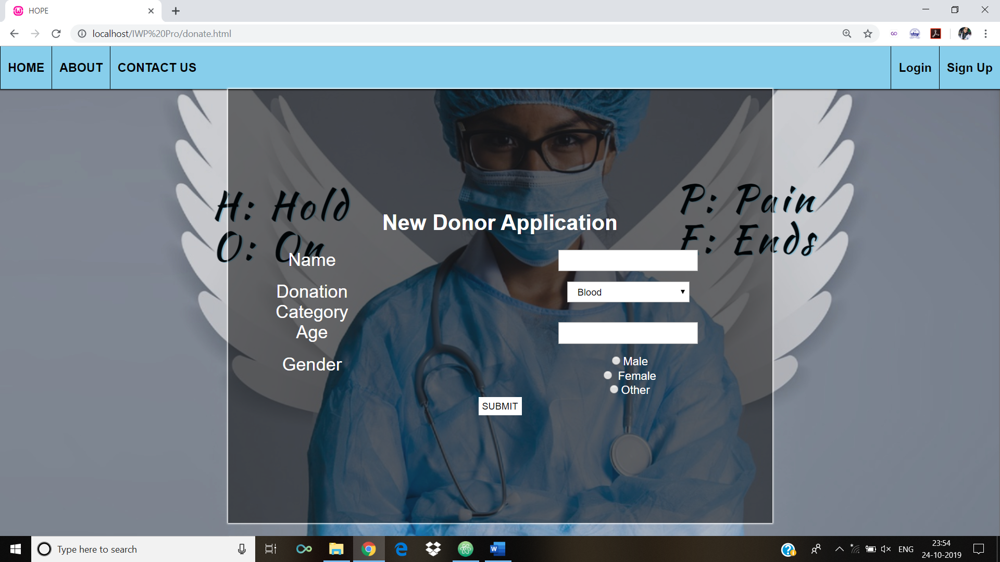 HOPE
localhost/IWP%20Pro/donate.html
HOME ABOUT CONTACT US Login Sign Up
H: Hold
O: On
P: Pain
E: Ends
New Donor Application
Name
Donation
Category
Blood
Age
Gender
Male
Female
Other
SUBMIT
Type here to search
ENG
23:54
24-10-2019